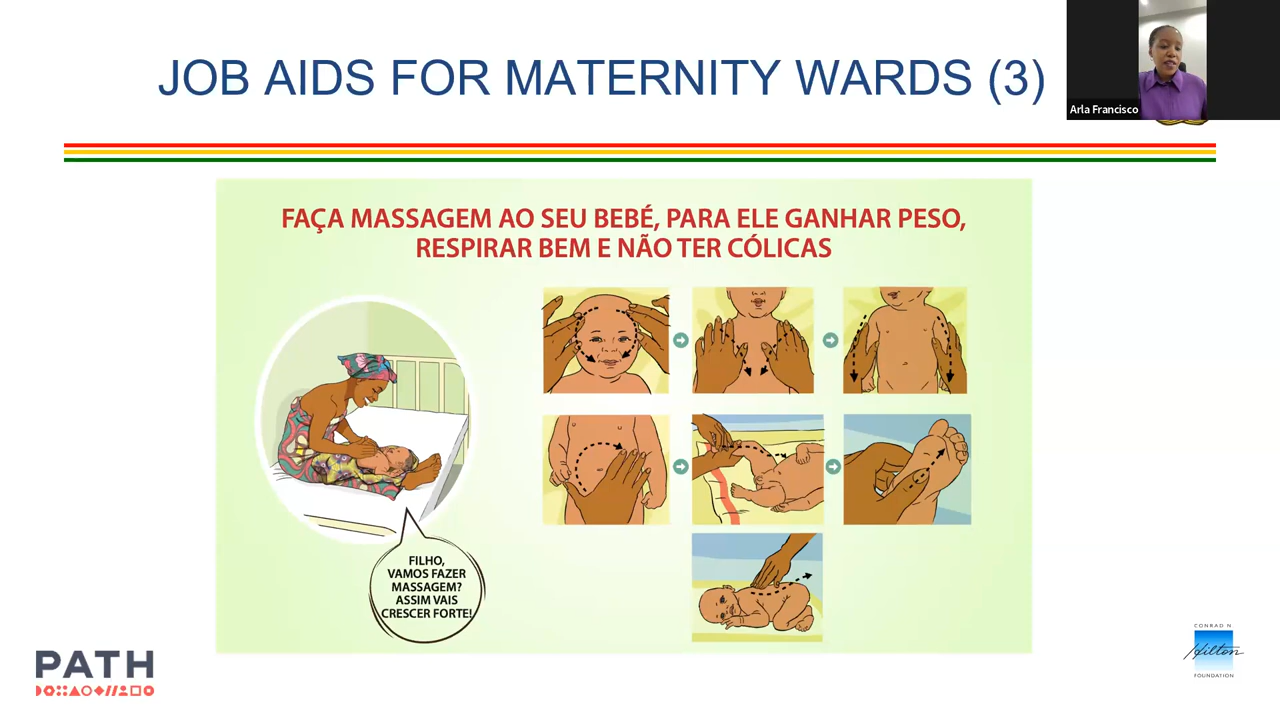 JOB AIDS FOR MATERNITY WARDS (3)
Arla Francisco
FAÇA MASSAGEM AO SEU BEBÉ, PARA ELE GANHAR PESO,
RESPIRAR BEM E NÃO TER CÓLICAS
FILHO,
VAMOS FAZER
MASSAGEM?
ASSIM VAIS
CRESCER FORTE!
PATH
CONRAD N
Hilton
FOUNDATION